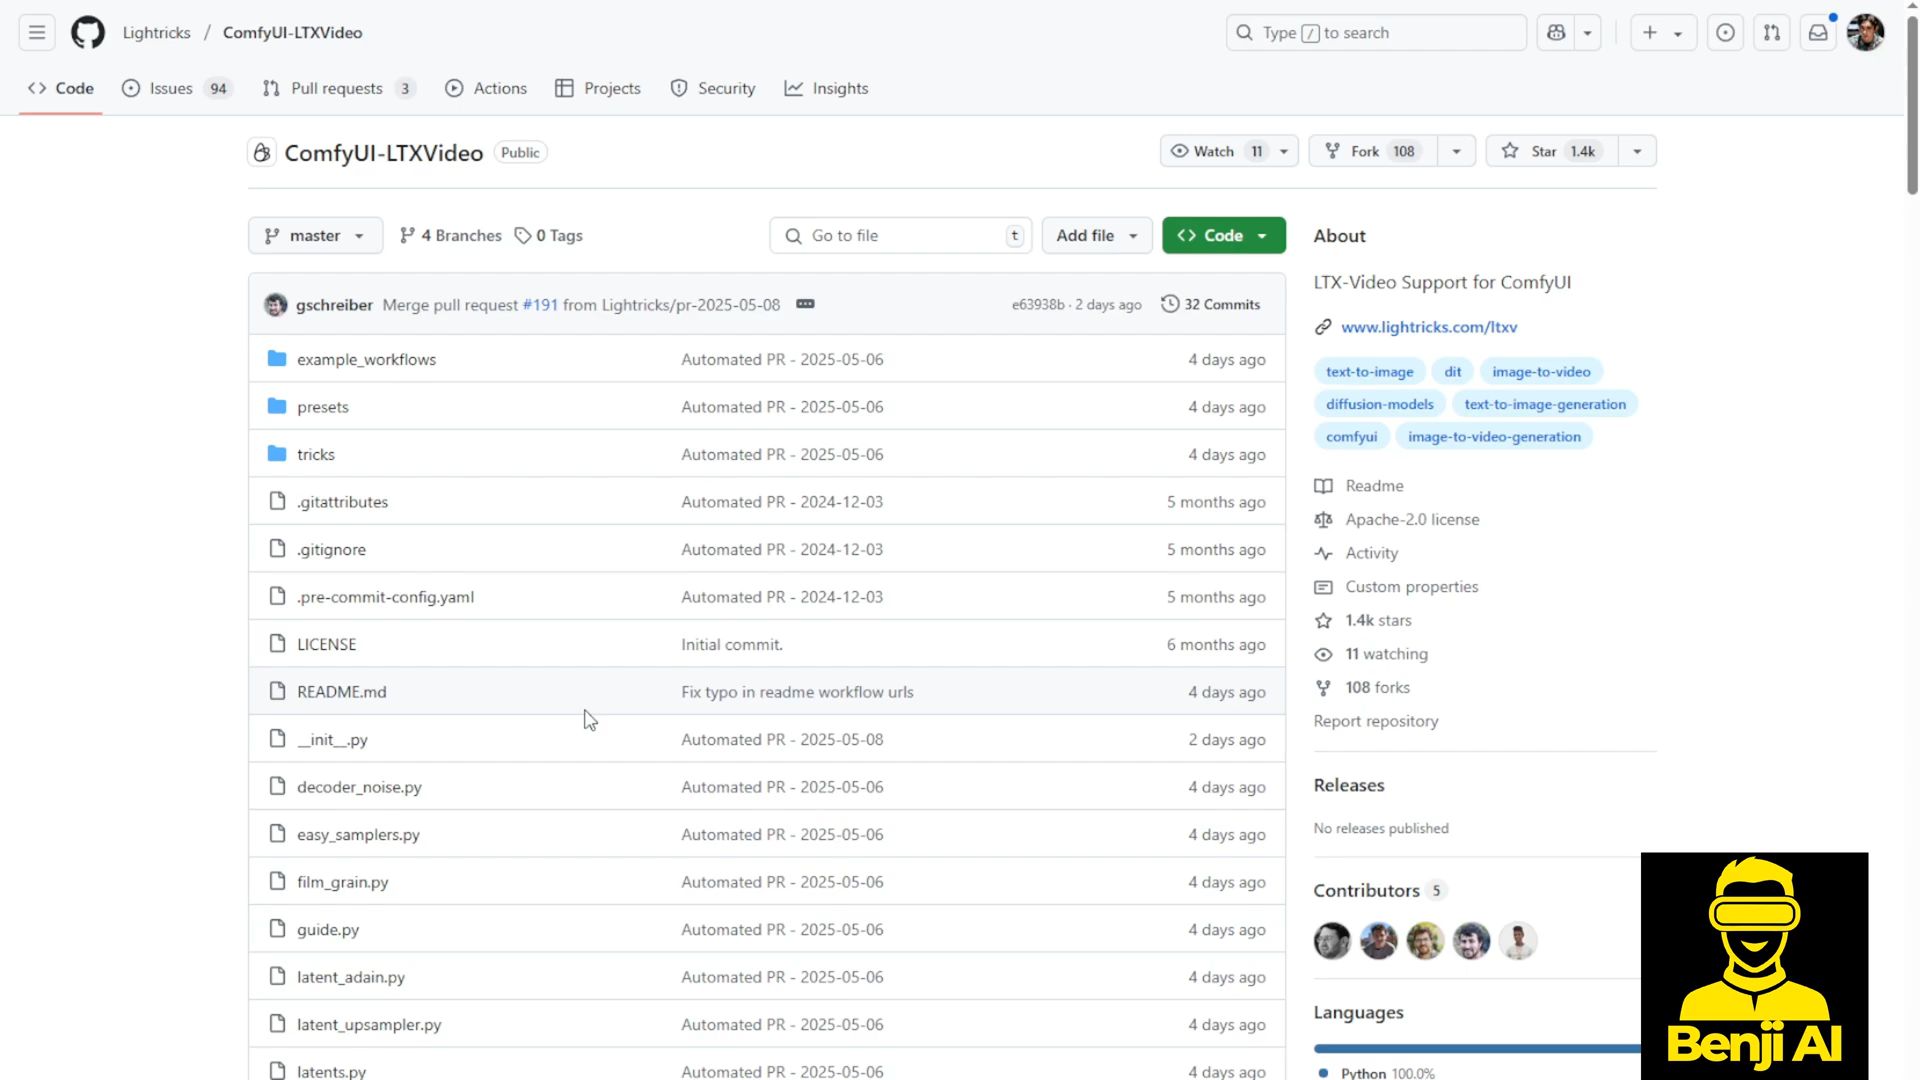 Lightricks / ComfyUI-LTXVideo
Type / to search
Code
Issues 94
Pull requests 3
Actions
Projects
Security
Insights
ComfyUI-LTXVideo Public
Watch 11
Fork 108
Star 1.4k
master
4 Branches
0 Tags
Go to file t
Add file
Code
gschreiber Merge pull request #191 from Lightricks/pr-2025-05-08 e63938b · 2 days ago 32 Commits
example_workflows Automated PR - 2025-05-06 4 days ago
presets Automated PR - 2025-05-06 4 days ago
tricks Automated PR - 2025-05-06 4 days ago
.gitattributes Automated PR - 2024-12-03 5 months ago
.gitignore Automated PR - 2024-12-03 5 months ago
.pre-commit-config.yaml Automated PR - 2024-12-03 5 months ago
LICENSE Initial commit. 6 months ago
README.md Fix typo in readme workflow urls 4 days ago
__init__.py Automated PR - 2025-05-08 2 days ago
decoder_noise.py Automated PR - 2025-05-06 4 days ago
easy_samplers.py Automated PR - 2025-05-06 4 days ago
film_grain.py Automated PR - 2025-05-06 4 days ago
guide.py Automated PR - 2025-05-06 4 days ago
latent_adain.py Automated PR - 2025-05-06 4 days ago
latent_upsampler.py Automated PR - 2025-05-06 4 days ago
latents.py Automated PR - 2025-05-06 4 days ago
About
LTX-Video Support for ComfyUI
www.lightricks.com/ltxv
text-to-image dit image-to-video
diffusion-models text-to-image-generation
comfyui image-to-video-generation
Readme
Apache-2.0 license
Activity
Custom properties
1.4k stars
11 watching
108 forks
Report repository
Releases
No releases published
Contributors 5
Languages
Python 100.0%
Benji AI